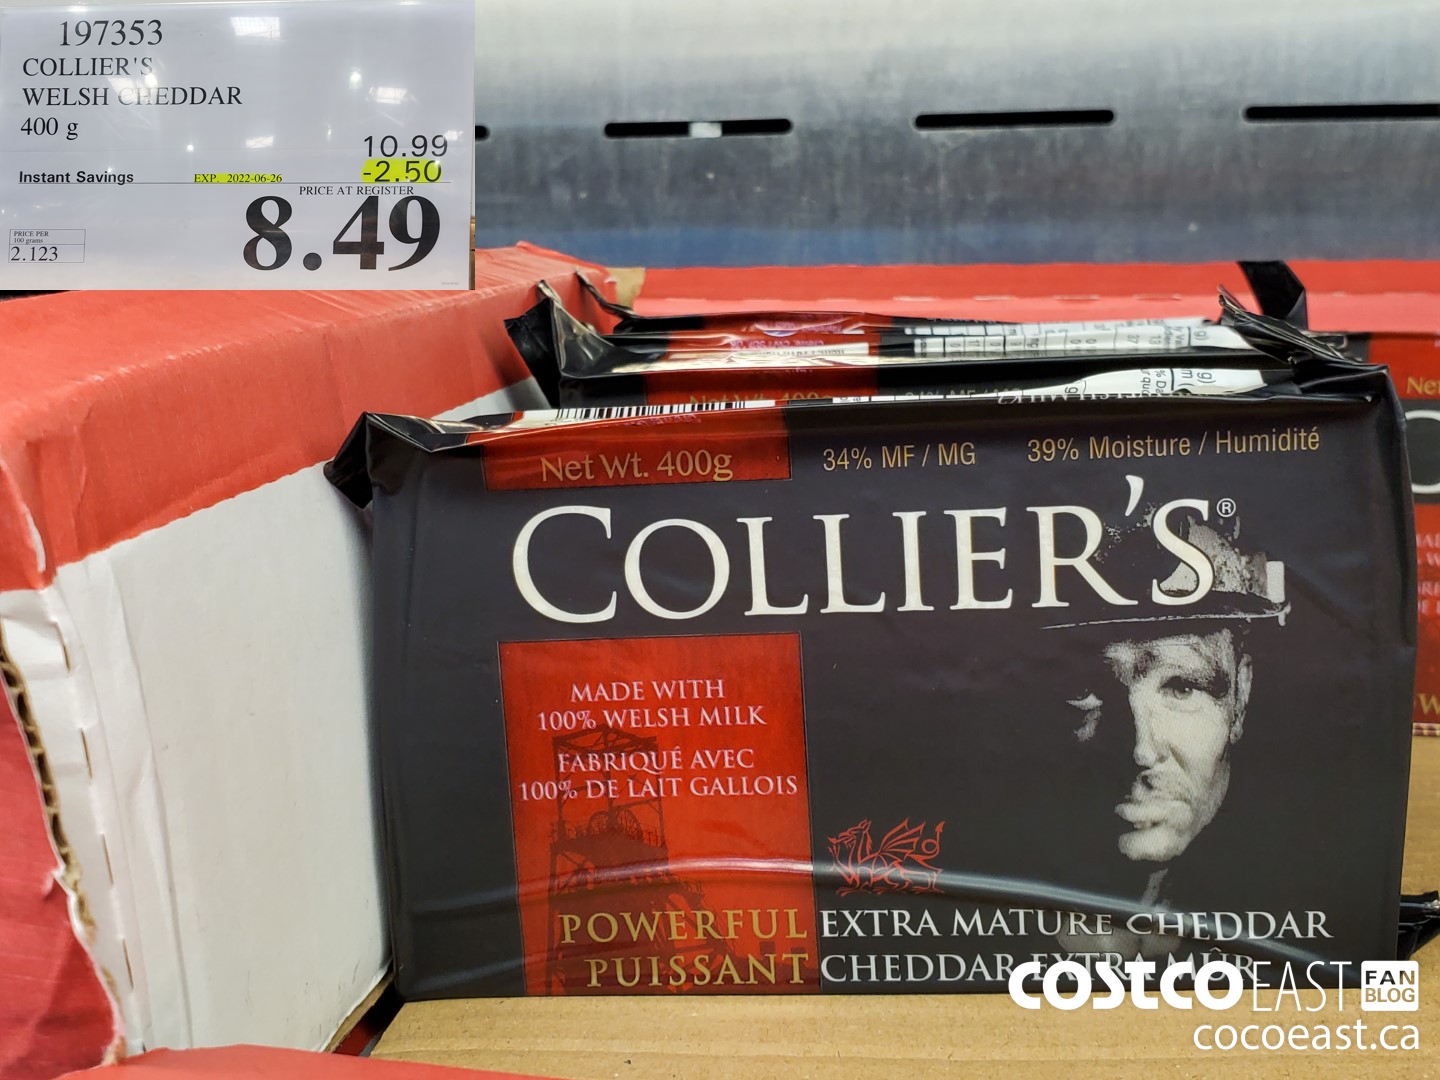 197353
COLLIER'S
WELSH CHEDDAR
400 g
10.99
Instant Savings EXP. 2022-06-26 -2.50
PRICE AT REGISTER
8.49
PRICE PER
100 grams
2.123
Net Wt. 400g 34% MF / MG 39% Moisture / Humidité
COLLIER'S®
MADE WITH
100% WELSH MILK
FABRIQUÉ AVEC
100% DE LAIT GALLOIS
POWERFUL EXTRA MATURE CHEDDAR
PUISSANT CHEDDAR EXTRA MÛR
COSTCO EAST FAN BLOG
cocoeast.ca